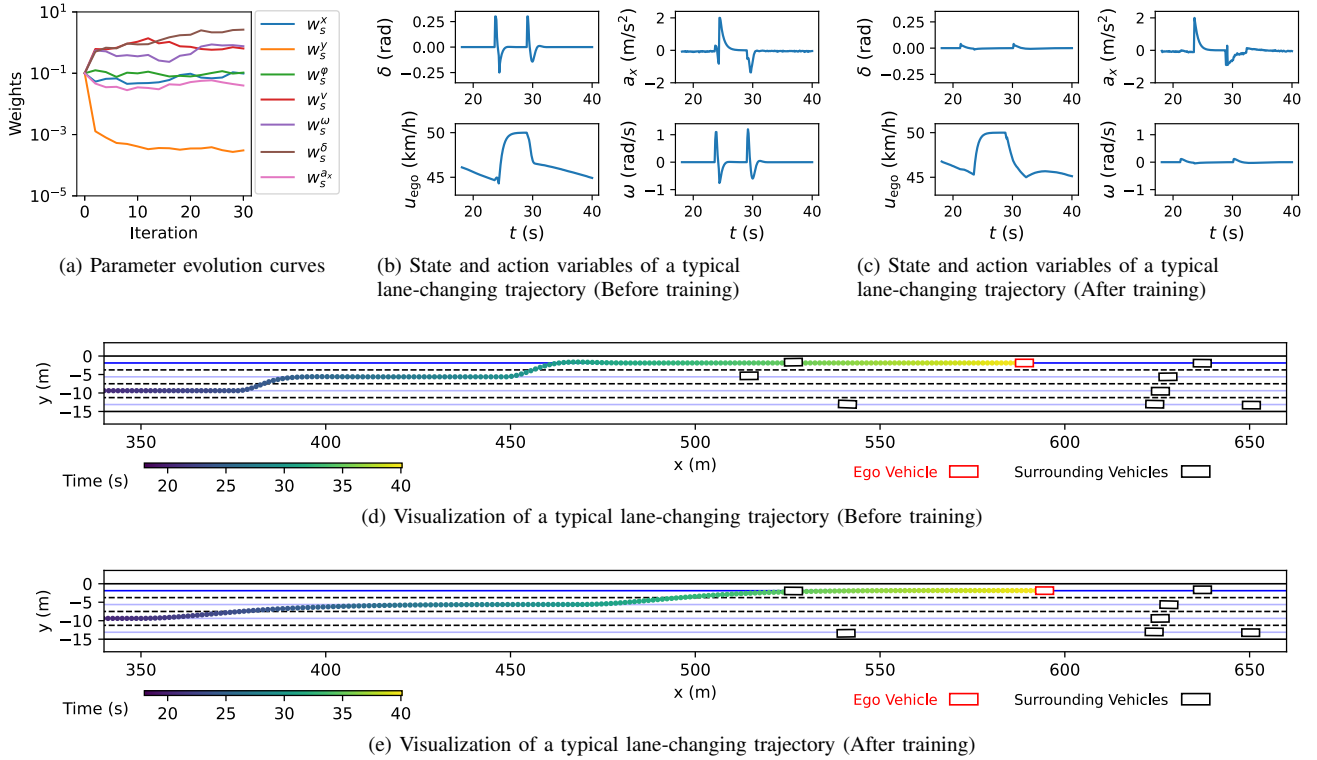 10^1
10^-1
10^-3
10^-5
Weights
0 10 20 30
Iteration
w_s^x
w_s^y
w_s^φ
w_s^v
w_s^ω
w_s^δ
w_s^{a_x}
(a) Parameter evolution curves
δ (rad)
0.25
0.00
−0.25
20 30 40
a_x (m/s²)
2
0
−2
20 30 40
u_ego (km/h)
50
45
20 30 40
t (s)
ω (rad/s)
1
0
−1
20 30 40
t (s)
(b) State and action variables of a typical
lane-changing trajectory (Before training)
δ (rad)
0.25
0.00
−0.25
20 30 40
a_x (m/s²)
2
0
−2
20 30 40
u_ego (km/h)
50
45
20 30 40
t (s)
ω (rad/s)
1
0
−1
20 30 40
t (s)
(c) State and action variables of a typical
lane-changing trajectory (After training)
y (m)
0
−5
−10
−15
350 400 450 500 550 600 650
x (m)
Time (s)
20 25 30 35 40
Ego Vehicle
Surrounding Vehicles
(d) Visualization of a typical lane-changing trajectory (Before training)
y (m)
0
−5
−10
−15
350 400 450 500 550 600 650
x (m)
Time (s)
20 25 30 35 40
Ego Vehicle
Surrounding Vehicles
(e) Visualization of a typical lane-changing trajectory (After training)